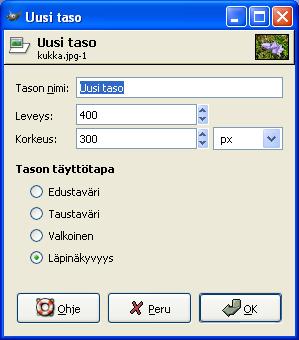 Uusi taso
Uusi taso
kukka.jpg-1
Tason nimi: Uusi taso
Leveys: 400
Korkeus: 300 px
Tason täyttötapa
Edustaväri
Taustaväri
Valkoinen
Läpinäkyvyys
Ohje Peru OK